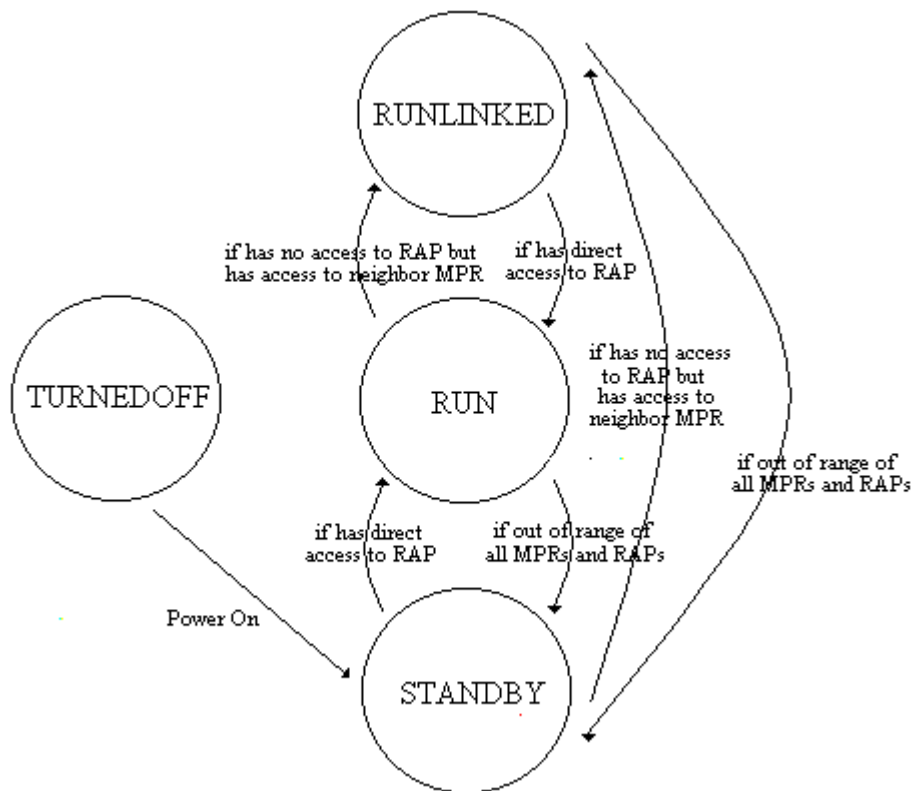 RUNLINKED
if has no access to RAP but
has access to neighbor MPR
if has direct
access to RAP
TURNEDOFF
RUN
if has no access
to RAP but
has access to
neighbor MPR
if out of range of
all MPRs and RAPs
if has direct
access to RAP
if out of range of
all MPRs and RAPs
Power On
STANDBY